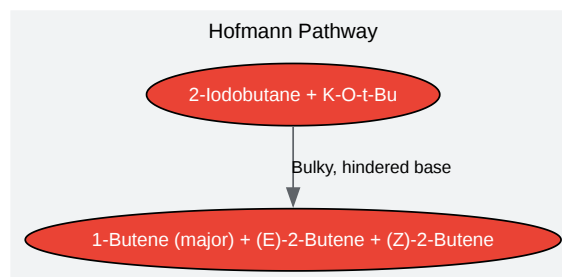 Hofmann Pathway
2-Iodobutane + K-O-t-Bu
Bulky, hindered base
1-Butene (major) + (E)-2-Butene + (Z)-2-Butene